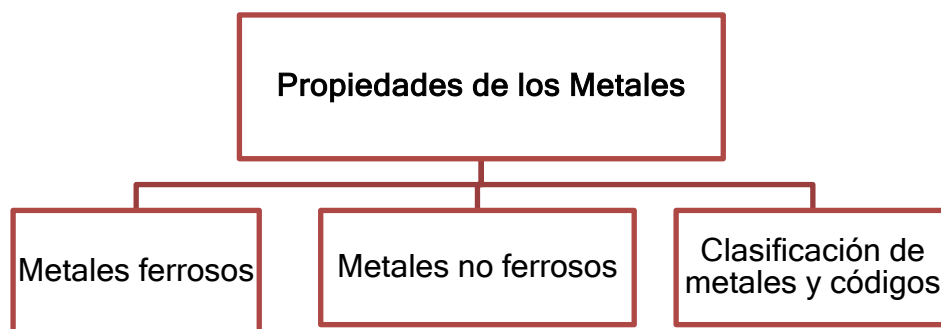 Propiedades de los Metales
Metales ferrosos
Metales no ferrosos
Clasificación de
metales y códigos